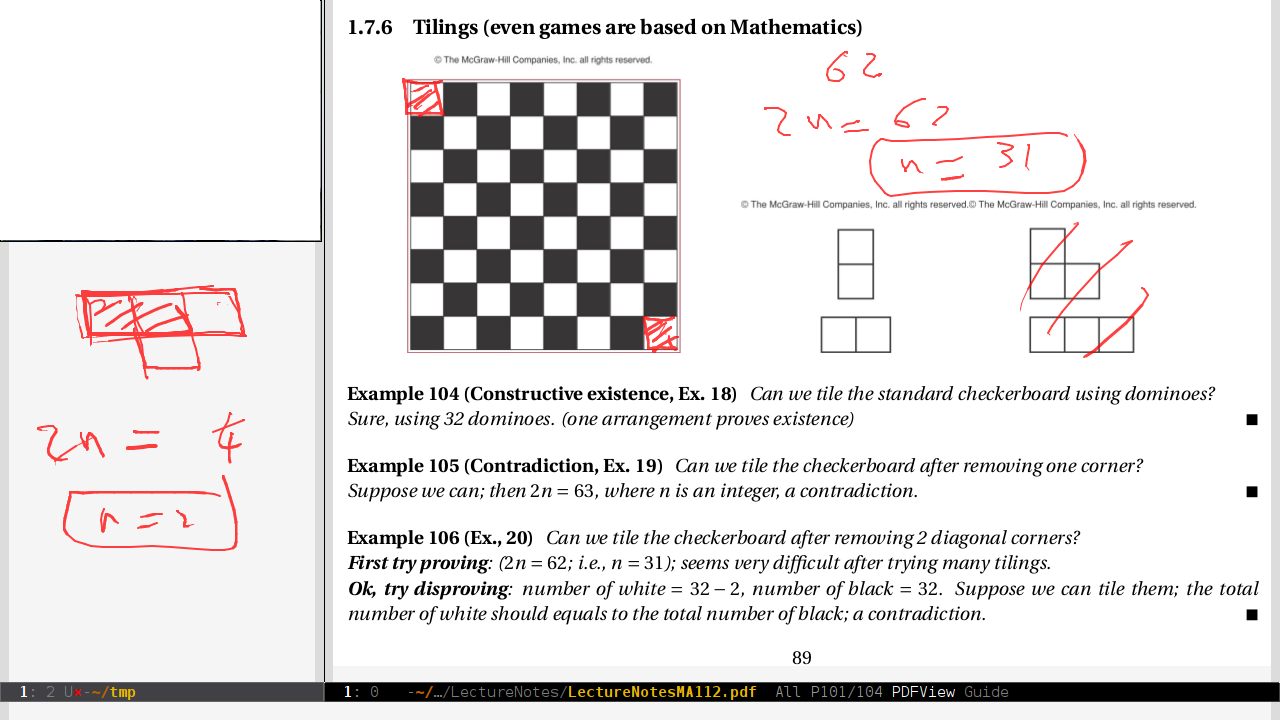 1.7.6 Tilings (even games are based on Mathematics)
© The McGraw-Hill Companies, Inc. all rights reserved.
62
2n = 62
n = 31
© The McGraw-Hill Companies, Inc. all rights reserved.© The McGraw-Hill Companies, Inc. all rights reserved.
2n = 4
n = 2
Example 104 (Constructive existence, Ex. 18) Can we tile the standard checkerboard using dominoes?
Sure, using 32 dominoes. (one arrangement proves existence) ■
Example 105 (Contradiction, Ex. 19) Can we tile the checkerboard after removing one corner?
Suppose we can; then 2n = 63, where n is an integer, a contradiction. ■
Example 106 (Ex., 20) Can we tile the checkerboard after removing 2 diagonal corners?
First try proving: (2n = 62; i.e., n = 31); seems very difficult after trying many tilings.
Ok, try disproving: number of white = 32 − 2, number of black = 32. Suppose we can tile them; the total
number of white should equals to the total number of black; a contradiction. ■
89
1: 2 U×-~/tmp
1: 0 -~/…/LectureNotes/LectureNotesMA112.pdf All P101/104 PDFView Guide